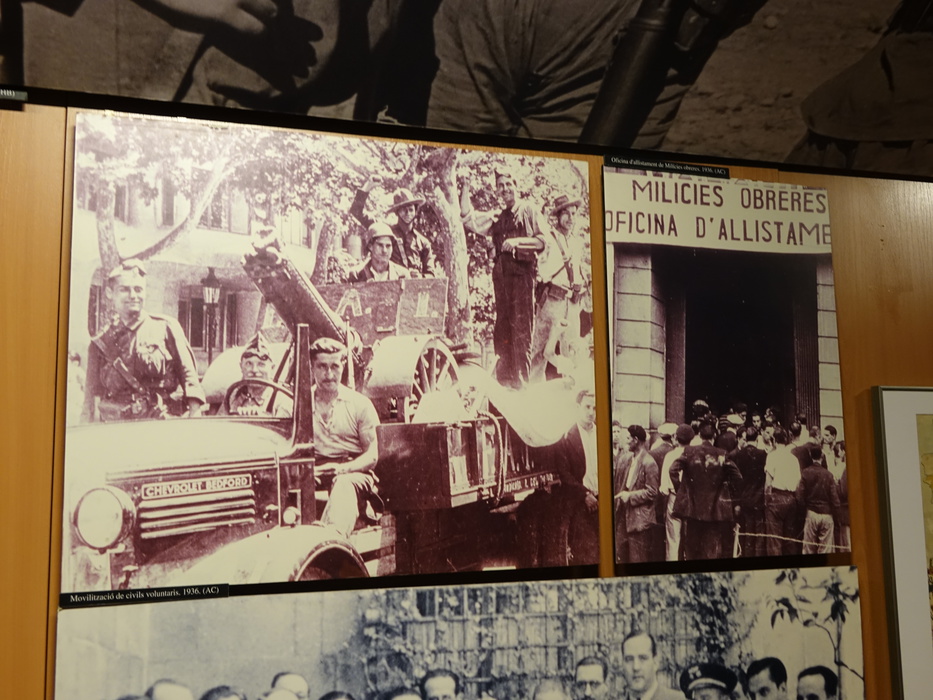 Oficina d'allistament de Milícies obreres. 1936. (AC)
MILICIES OBRERES
OFICINA D'ALLISTAME
CHEVROLET BEDFORD
Movilització de civils voluntaris. 1936. (AC)